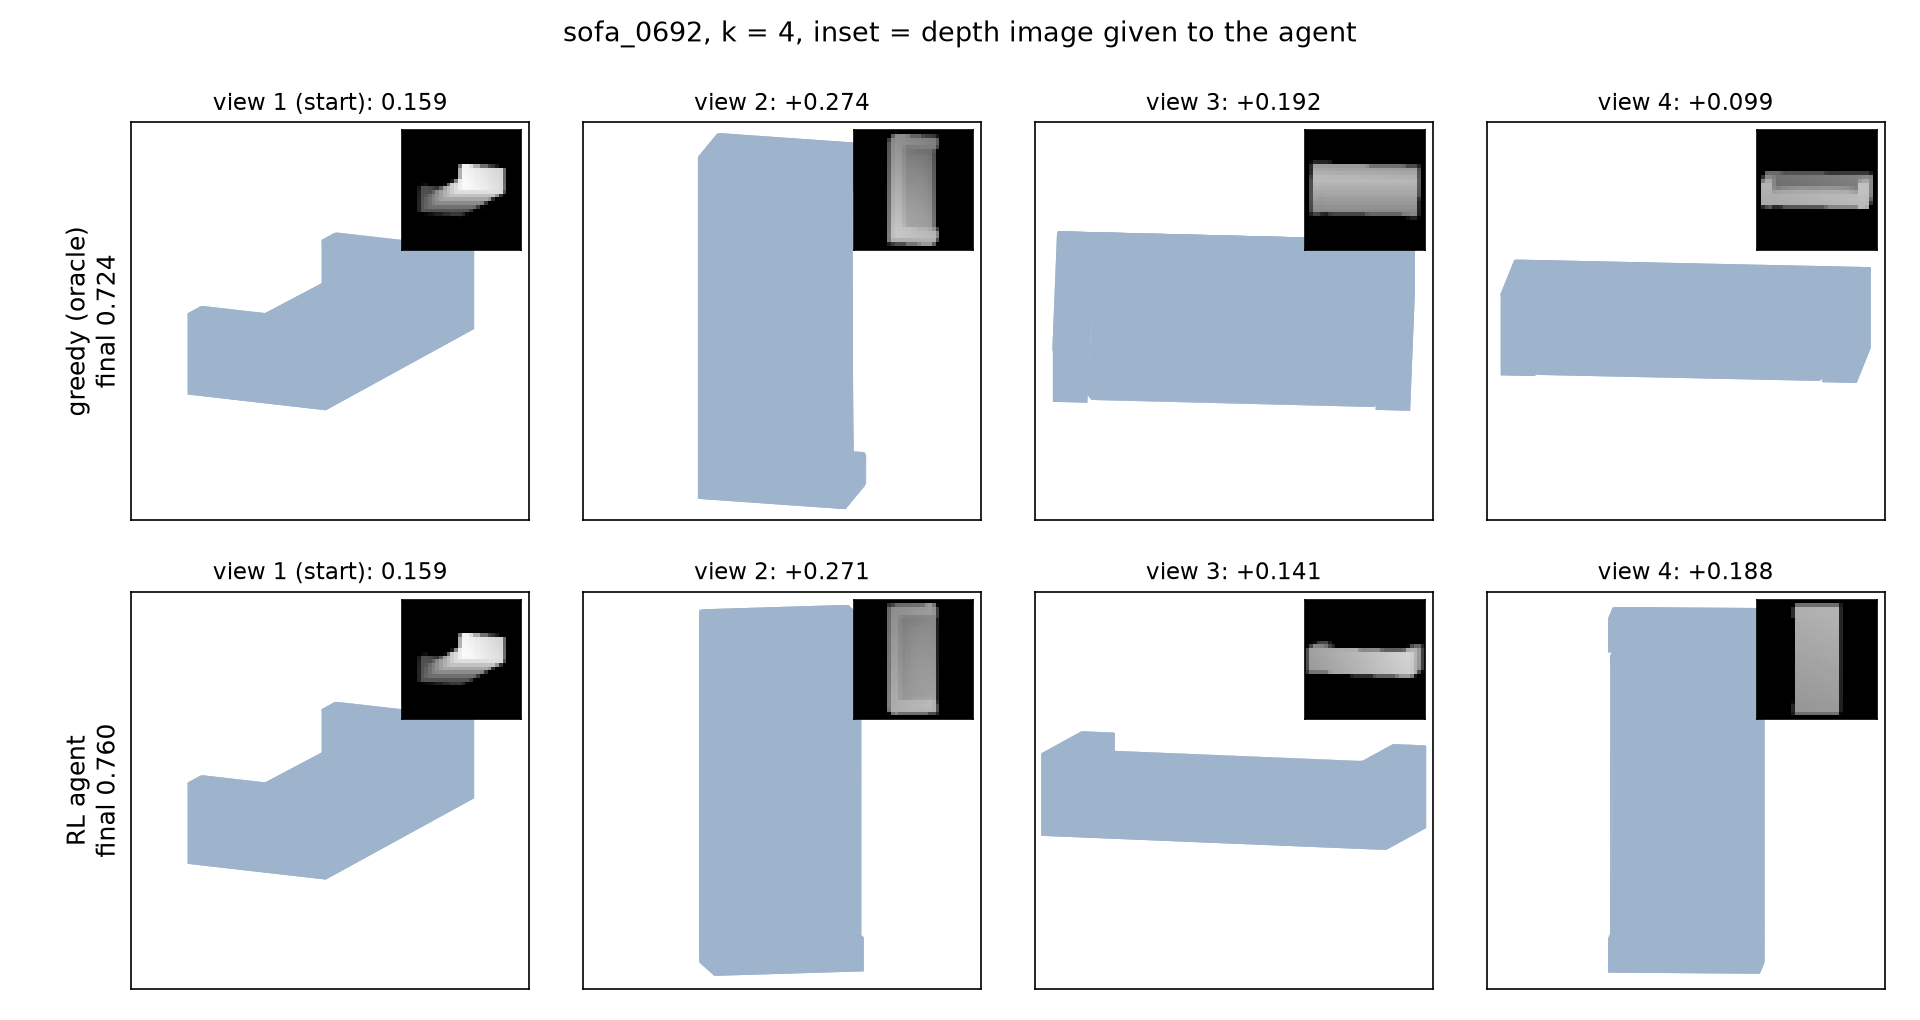 sofa_0692, k = 4, inset = depth image given to the agent
greedy (oracle)
final 0.724
view 1 (start): 0.159
view 2: +0.274
view 3: +0.192
view 4: +0.099
RL agent
final 0.760
view 1 (start): 0.159
view 2: +0.271
view 3: +0.141
view 4: +0.188